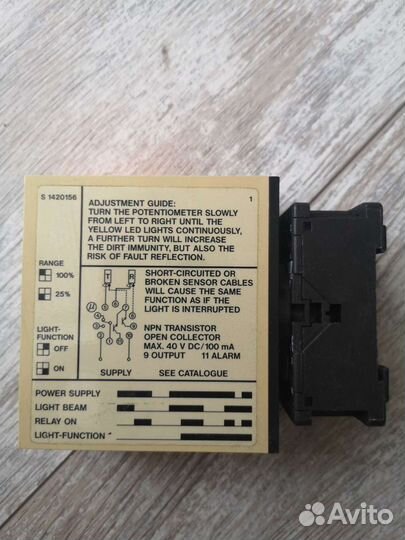 S 1420156
1
ADJUSTMENT GUIDE:
TURN THE POTENTIOMETER SLOWLY
FROM LEFT TO RIGHT UNTIL THE
YELLOW LED LIGHTS CONTINUOUSLY,
A FURTHER TURN WILL INCREASE
THE DIRT IMMUNITY, BUT ALSO THE
RISK OF FAULT REFLECTION.
RANGE
100%
25%
LIGHT-
FUNCTION
OFF
ON
T R
SHORT-CIRCUITED OR
BROKEN SENSOR CABLES
WILL CAUSE THE SAME
FUNCTION AS IF THE
LIGHT IS INTERRUPTED
NPN TRANSISTOR
OPEN COLLECTOR
MAX. 40 V DC/100 mA
9 OUTPUT 11 ALARM
SUPPLY SEE CATALOGUE
POWER SUPPLY
LIGHT BEAM
RELAY ON
LIGHT-FUNCTION
Avito